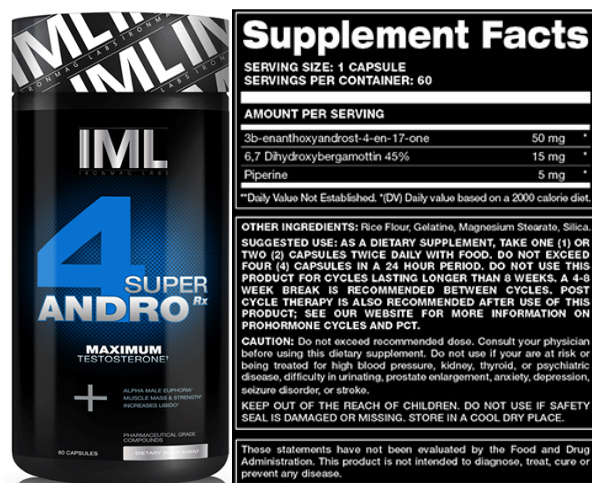 IML IML IML
IRONMAG LABS IRONMAG LABS
IML
IRONMAG LABS
4
SUPER
ANDRO Rx
MAXIMUM
TESTOSTERONE†
+
ALPHA MALE EUPHORIA†
MUSCLE MASS & STRENGTH†
INCREASES LIBIDO†
PHARMACEUTICAL GRADE
COMPOUNDS
60 CAPSULES
DIETARY SUPPLEMENT
Supplement Facts
SERVING SIZE: 1 CAPSULE
SERVINGS PER CONTAINER: 60
AMOUNT PER SERVING
3b-enanthoxyandrost-4-en-17-one 50 mg *
6,7 Dihydroxybergamottin 45% 15 mg *
Piperine 5 mg *
**Daily Value Not Established. *(DV) Daily value based on a 2000 calorie diet.
OTHER INGREDIENTS: Rice Flour, Gelatine, Magnesium Stearate, Silica.
SUGGESTED USE: AS A DIETARY SUPPLEMENT, TAKE ONE (1) OR
TWO (2) CAPSULES TWICE DAILY WITH FOOD. DO NOT EXCEED
FOUR (4) CAPSULES IN A 24 HOUR PERIOD. DO NOT USE THIS
PRODUCT FOR CYCLES LASTING LONGER THAN 8 WEEKS. A 4-8
WEEK BREAK IS RECOMMENDED BETWEEN CYCLES. POST
CYCLE THERAPY IS ALSO RECOMMENDED AFTER USE OF THIS
PRODUCT; SEE OUR WEBSITE FOR MORE INFORMATION ON
PROHORMONE CYCLES AND PCT.
CAUTION: Do not exceed recommended dose. Consult your physician
before using this dietary supplement. Do not use if your are at risk or
being treated for high blood pressure, kidney, thyroid, or psychiatric
disease, difficulty in urinating, prostate enlargement, anxiety, depression,
seizure disorder, or stroke.
KEEP OUT OF THE REACH OF CHILDREN. DO NOT USE IF SAFETY
SEAL IS DAMAGED OR MISSING. STORE IN A COOL DRY PLACE.
These statements have not been evaluated by the Food and Drug
Administration. This product is not intended to diagnose, treat, cure or
prevent any disease.